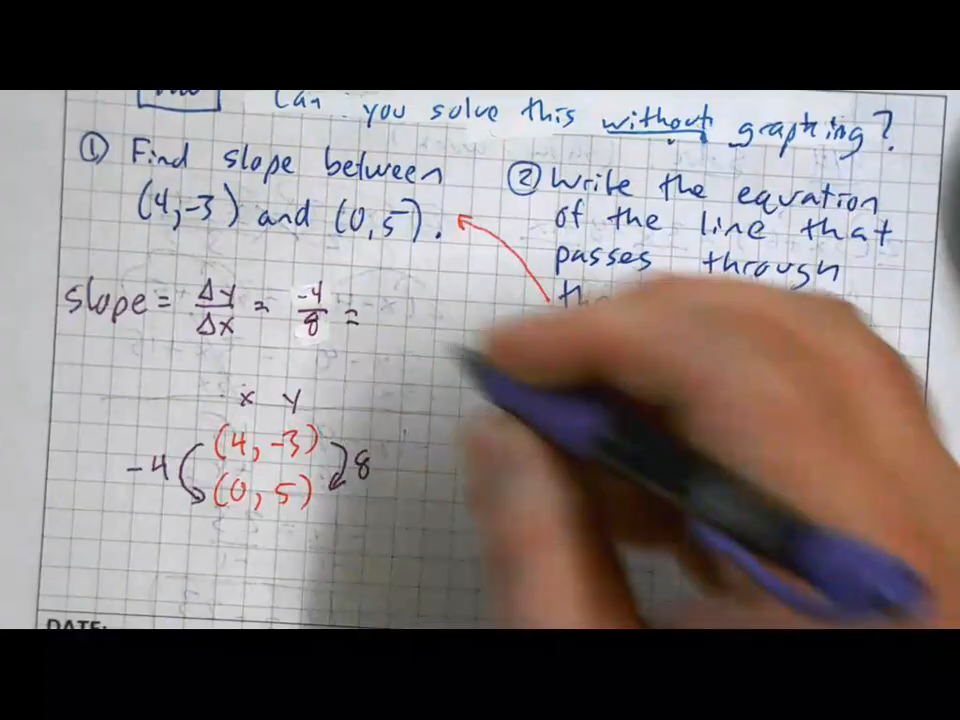 Can you solve this without graphing?
① Find slope between
(4,-3) and (0,5).
② Write the equation
of the line that
passes through
slope = Δy/Δx = -4/8 =
x y
(4, -3)
-4 8
(0, 5)
DATE: